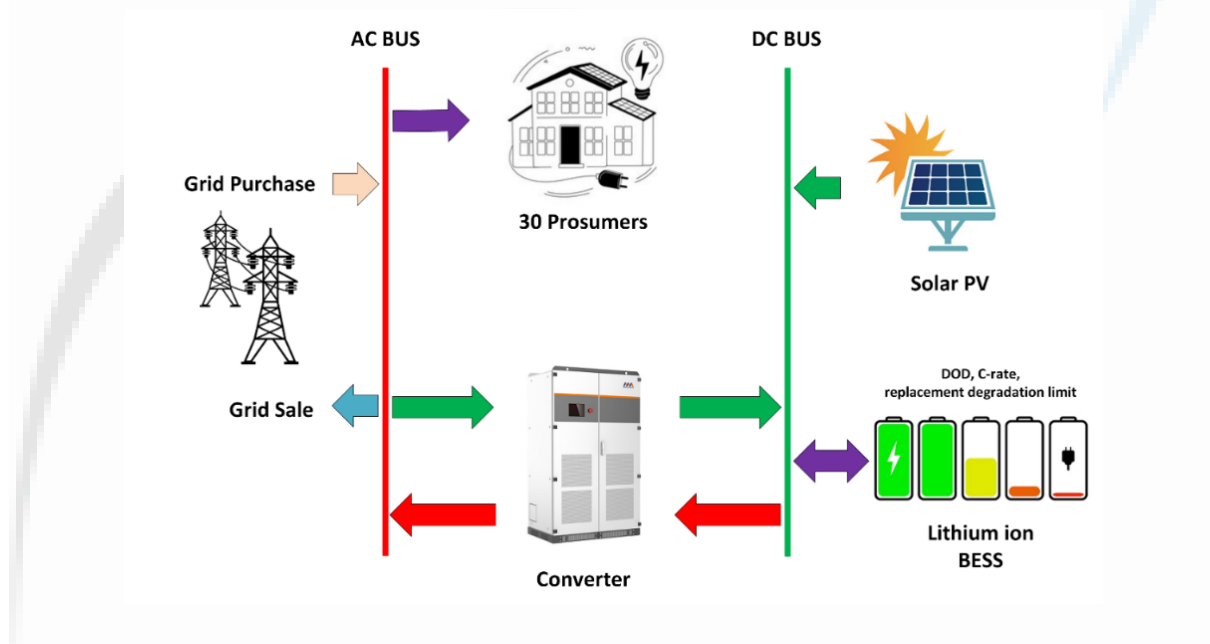 AC BUS
DC BUS
Grid Purchase
30 Prosumers
Solar PV
Grid Sale
DOD, C-rate,
replacement degradation limit
Lithium ion
BESS
Converter